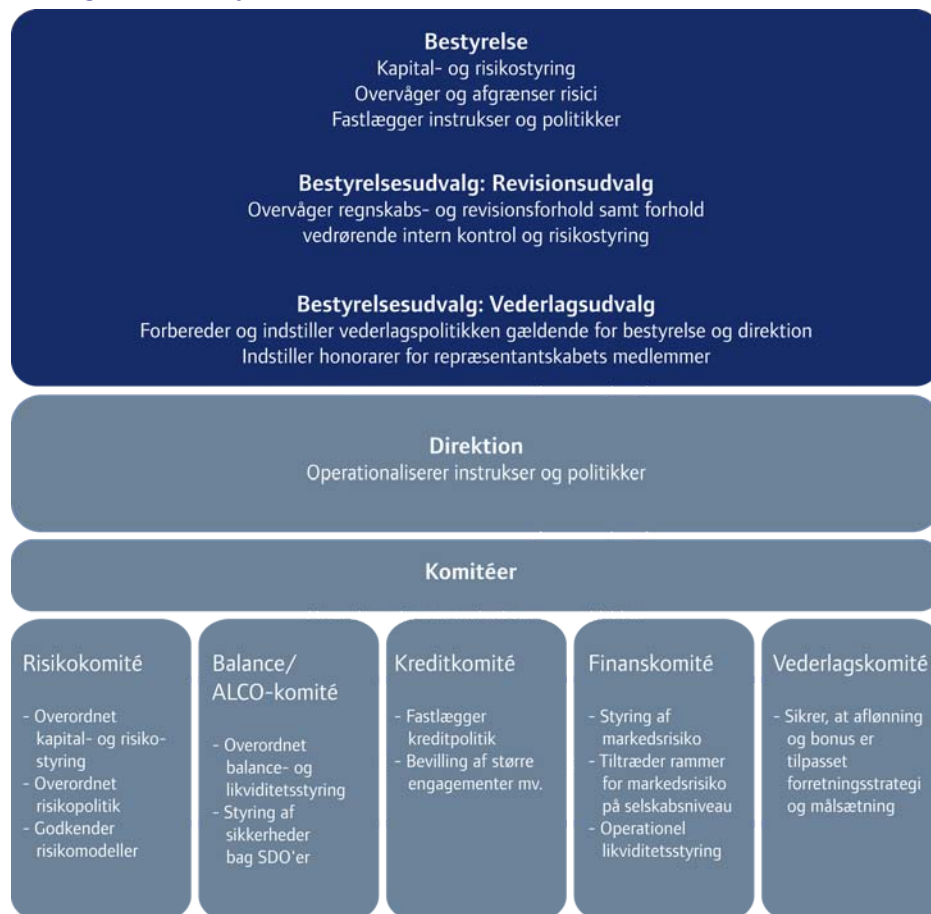 Bestyrelse
Kapital- og risikostyring
Overvåger og afgrænser risici
Fastlægger instrukser og politikker
Bestyrelsesudvalg: Revisionsudvalg
Overvåger regnskabs- og revisionsforhold samt forhold
vedrørende intern kontrol og risikostyring
Bestyrelsesudvalg: Vederlagsudvalg
Forbereder og indstiller vederlagspolitikken gældende for bestyrelse og direktion
Indstiller honorarer for repræsentantskabets medlemmer
Direktion
Operationaliserer instrukser og politikker
Komitéer
Risikokomité
- Overordnet
kapital- og risiko-
styring
- Overordnet
risikopolitik
- Godkender
risikomodeller
Balance/
ALCO-komité
- Overordnet
balance- og
likviditetsstyring
- Styring af
sikkerheder
bag SDO'er
Kreditkomité
- Fastlægger
kreditpolitik
- Bevilling af større
engagementer mv.
Finanskomité
- Styring af
markedsrisiko
- Tiltræder rammer
for markedsrisiko
på selskabsniveau
- Operationel
likviditetsstyring
Vederlagskomité
- Sikrer, at aflønning
og bonus er
tilpasset
forretningsstrategi
og målsætning